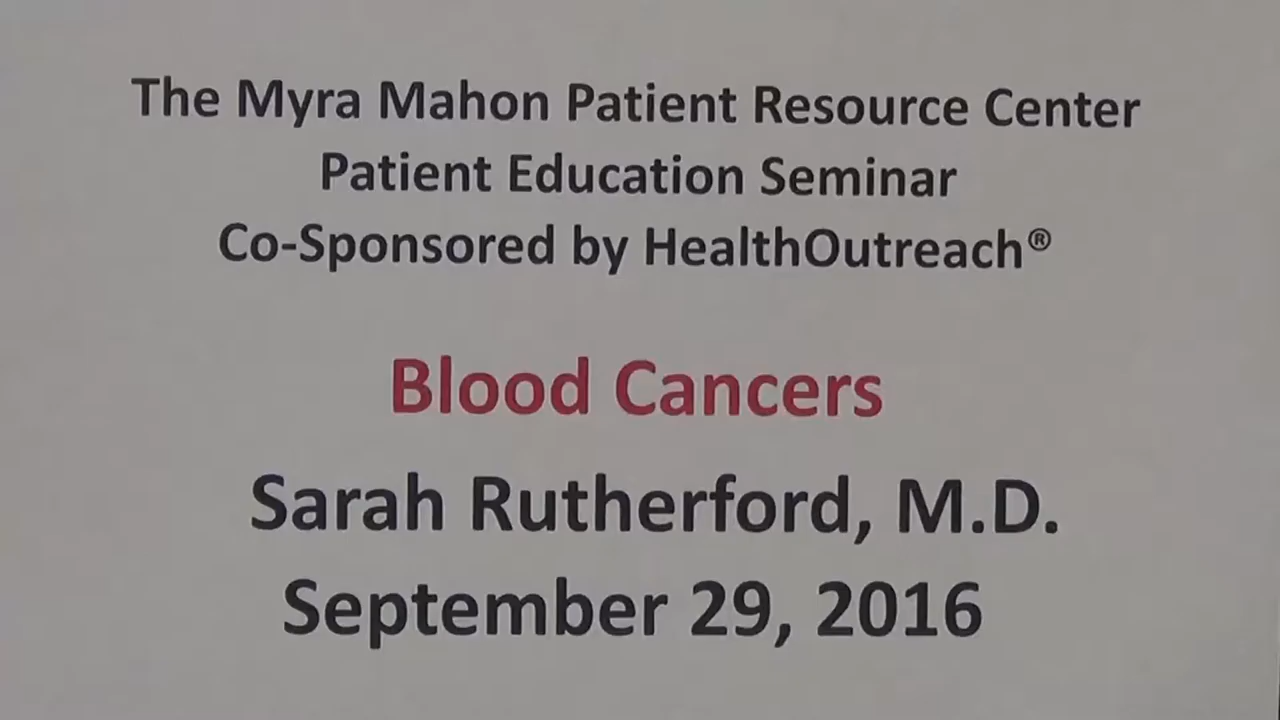 The Myra Mahon Patient Resource Center
Patient Education Seminar
Co-Sponsored by HealthOutreach®
Blood Cancers
Sarah Rutherford, M.D.
September 29, 2016